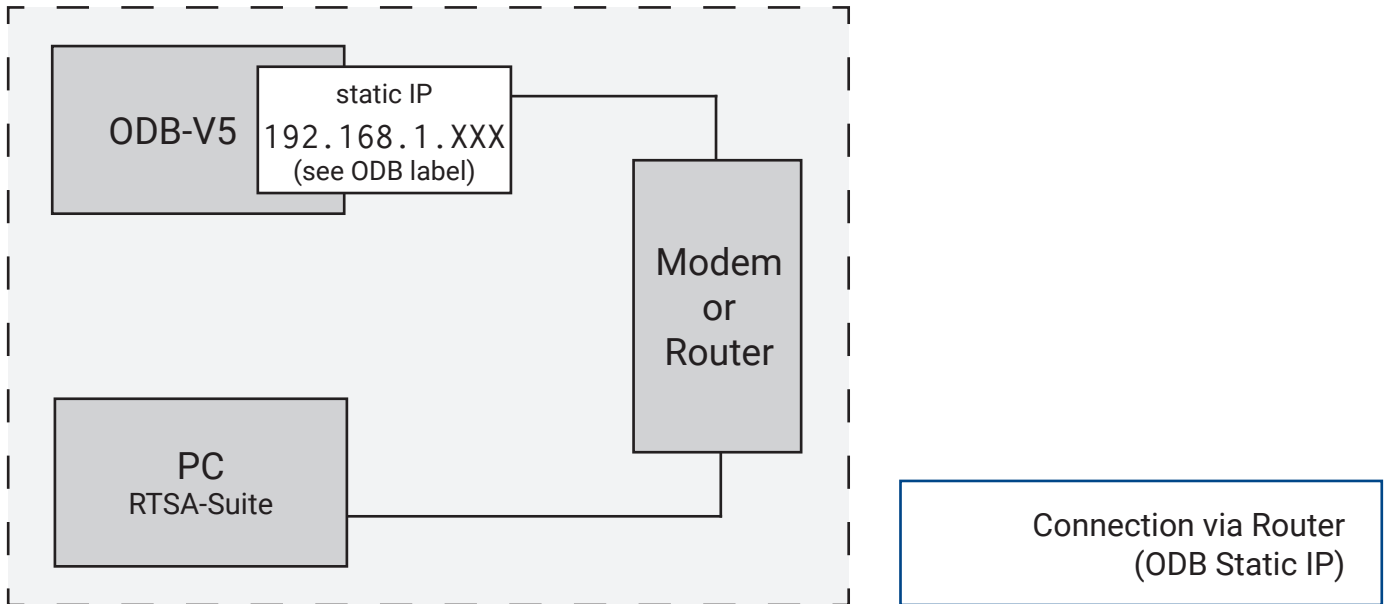 ODB-V5
static IP
192.168.1.XXX
(see ODB label)
Modem
or
Router
PC
RTSA-Suite
Connection via Router
(ODB Static IP)